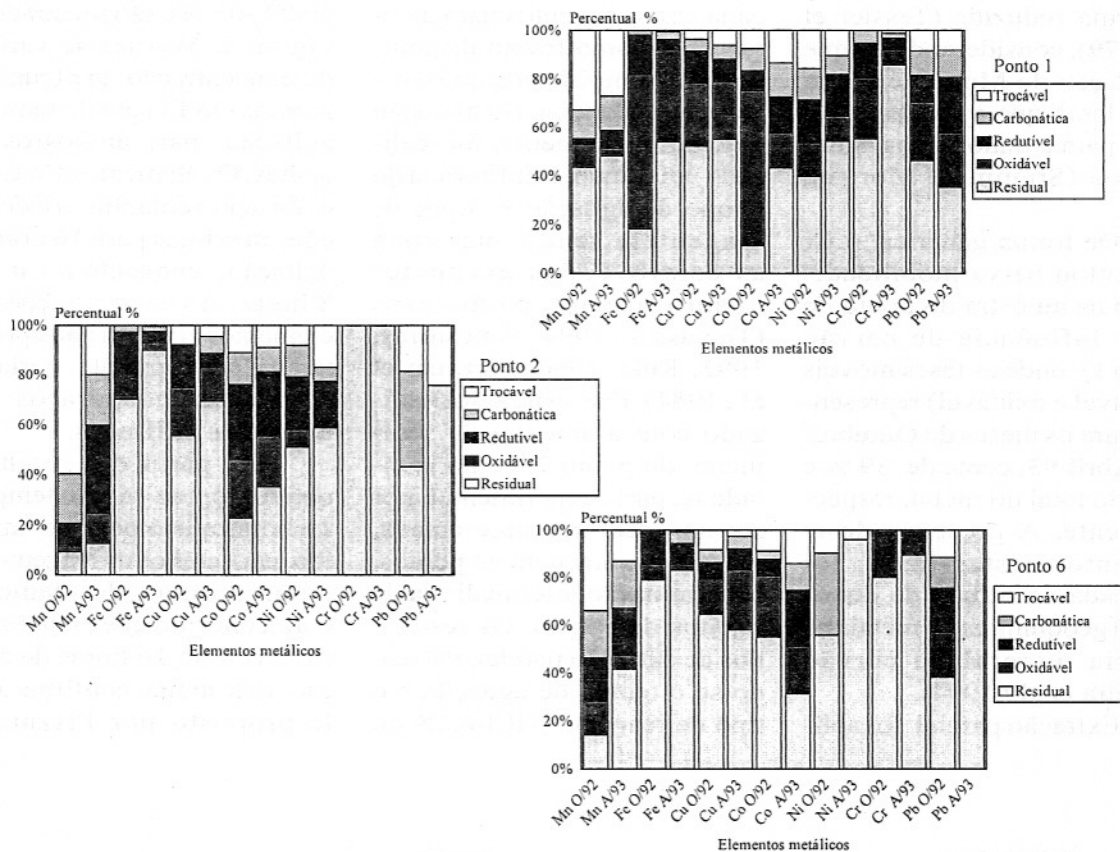 Percentual %
100%
80%
60%
40%
20%
0%
Mn O/92
Mn A/93
Fe O/92
Fe A/93
Cu O/92
Cu A/93
Co O/92
Co A/93
Ni O/92
Ni A/93
Cr O/92
Cr A/93
Pb O/92
Pb A/93
Elementos metálicos
Ponto 1
Trocável
Carbonática
Redutível
Oxidável
Residual
Percentual %
100%
80%
60%
40%
20%
0%
Mn O/92
Mn A/93
Fe O/92
Fe A/93
Cu O/92
Cu A/93
Co O/92
Co A/93
Ni O/92
Ni A/93
Cr O/92
Cr A/93
Pb O/92
Pb A/93
Elementos metálicos
Ponto 2
Trocável
Carbonática
Redutível
Oxidável
Residual
Percentual %
100%
80%
60%
40%
20%
0%
Mn O/92
Mn A/93
Fe O/92
Fe A/93
Cu O/92
Cu A/93
Co O/92
Co A/93
Ni O/92
Ni A/93
Cr O/92
Cr A/93
Pb O/92
Pb A/93
Elementos metálicos
Ponto 6
Trocável
Carbonática
Redutível
Oxidável
Residual